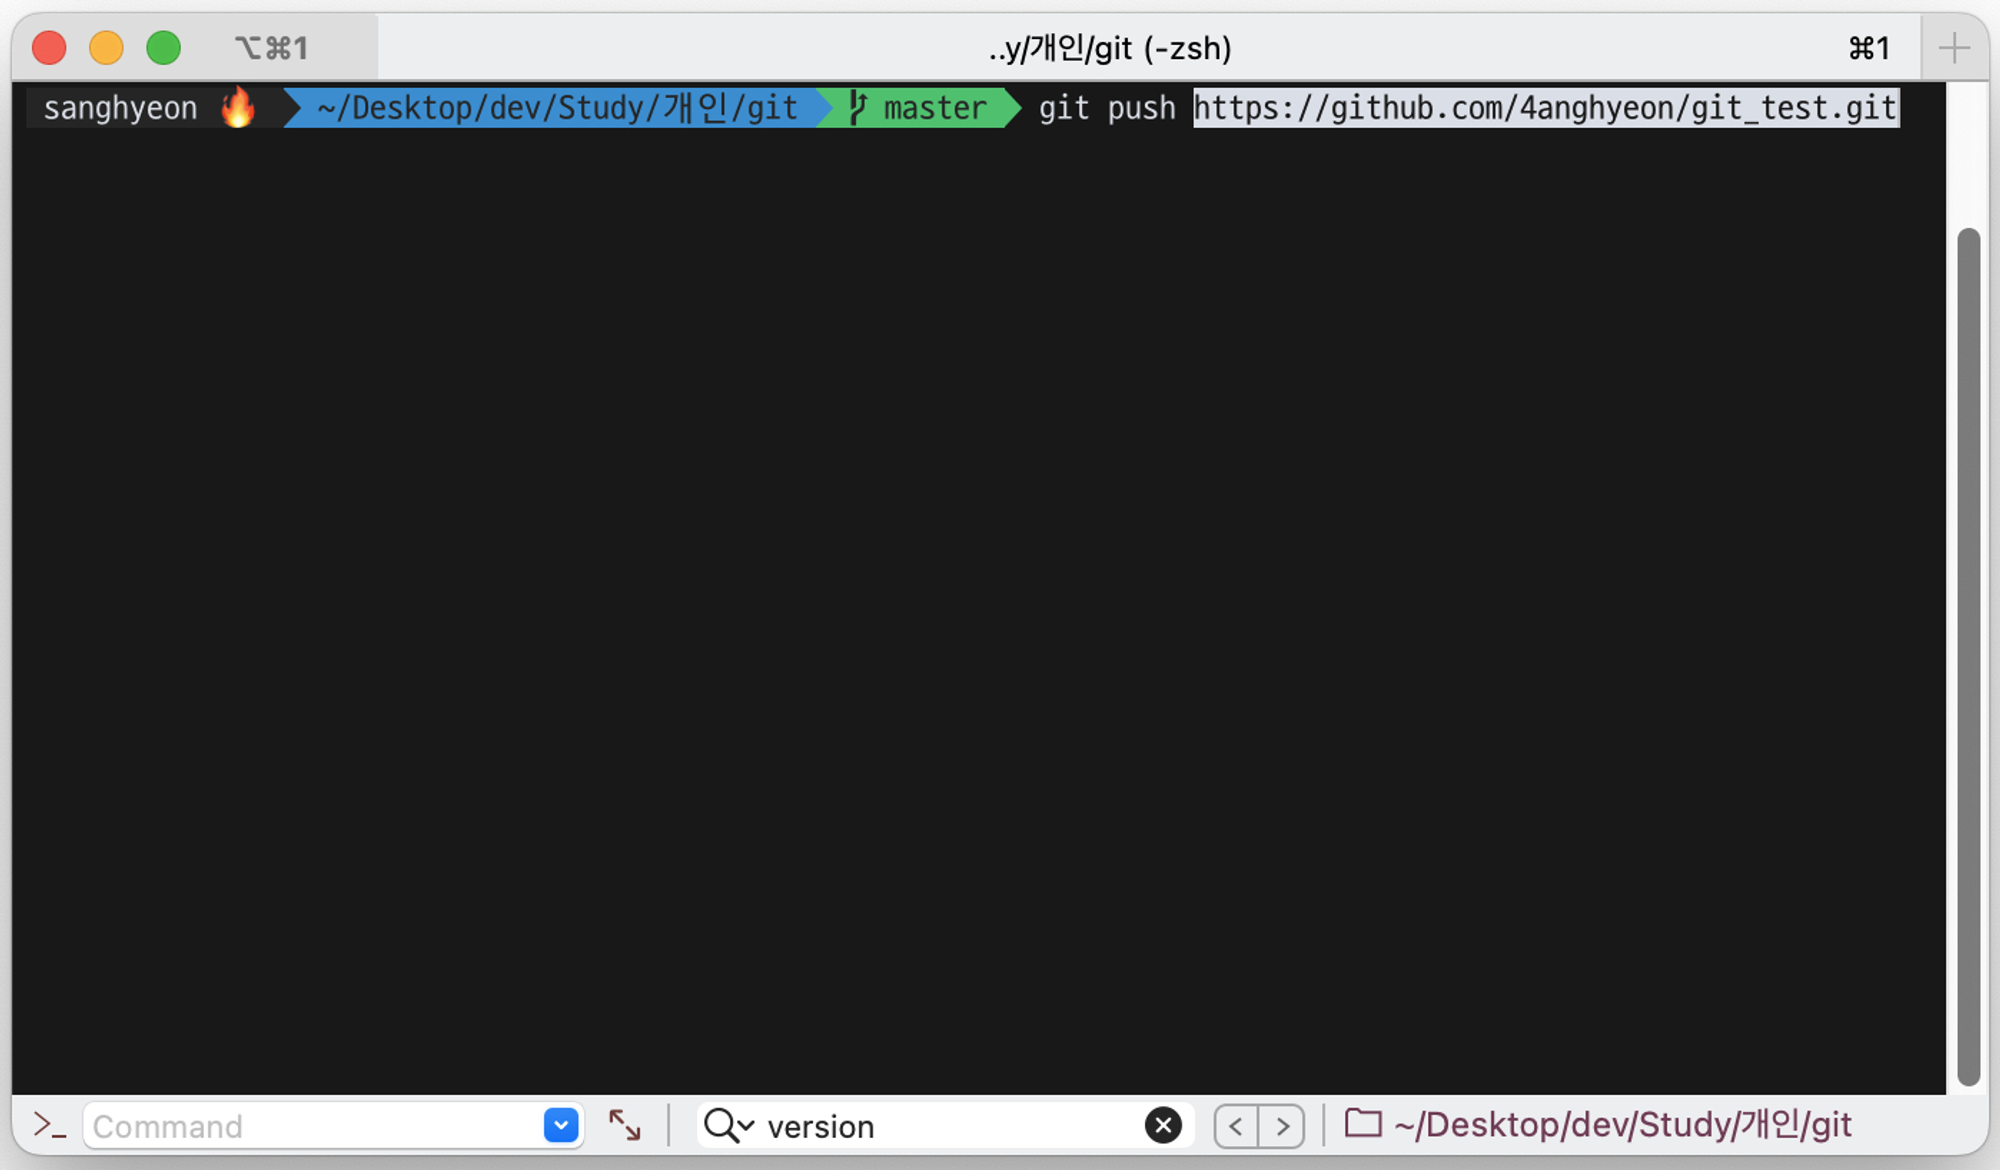 ⌥⌘1 ..y/개인/git (-zsh) ⌘1
sanghyeon 🔥 ~/Desktop/dev/Study/개인/git master git push https://github.com/4anghyeon/git_test.git
>_ Command version < > ~/Desktop/dev/Study/개인/git